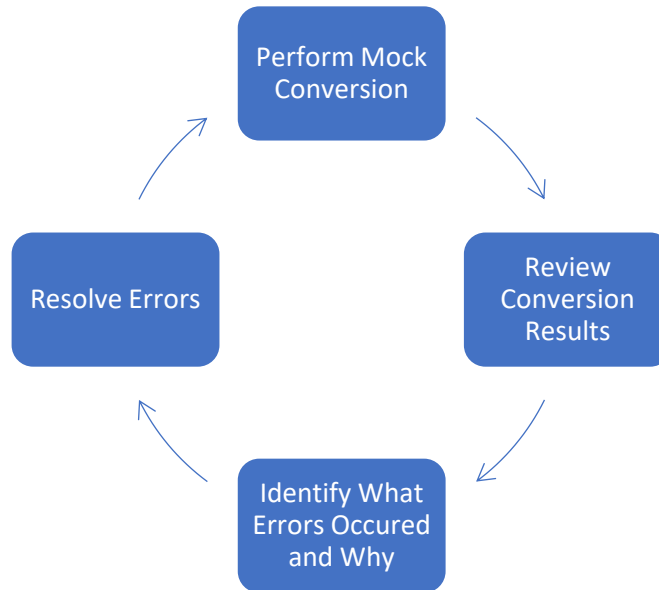 Perform Mock
Conversion
Review
Conversion
Results
Identify What
Errors Occured
and Why
Resolve Errors